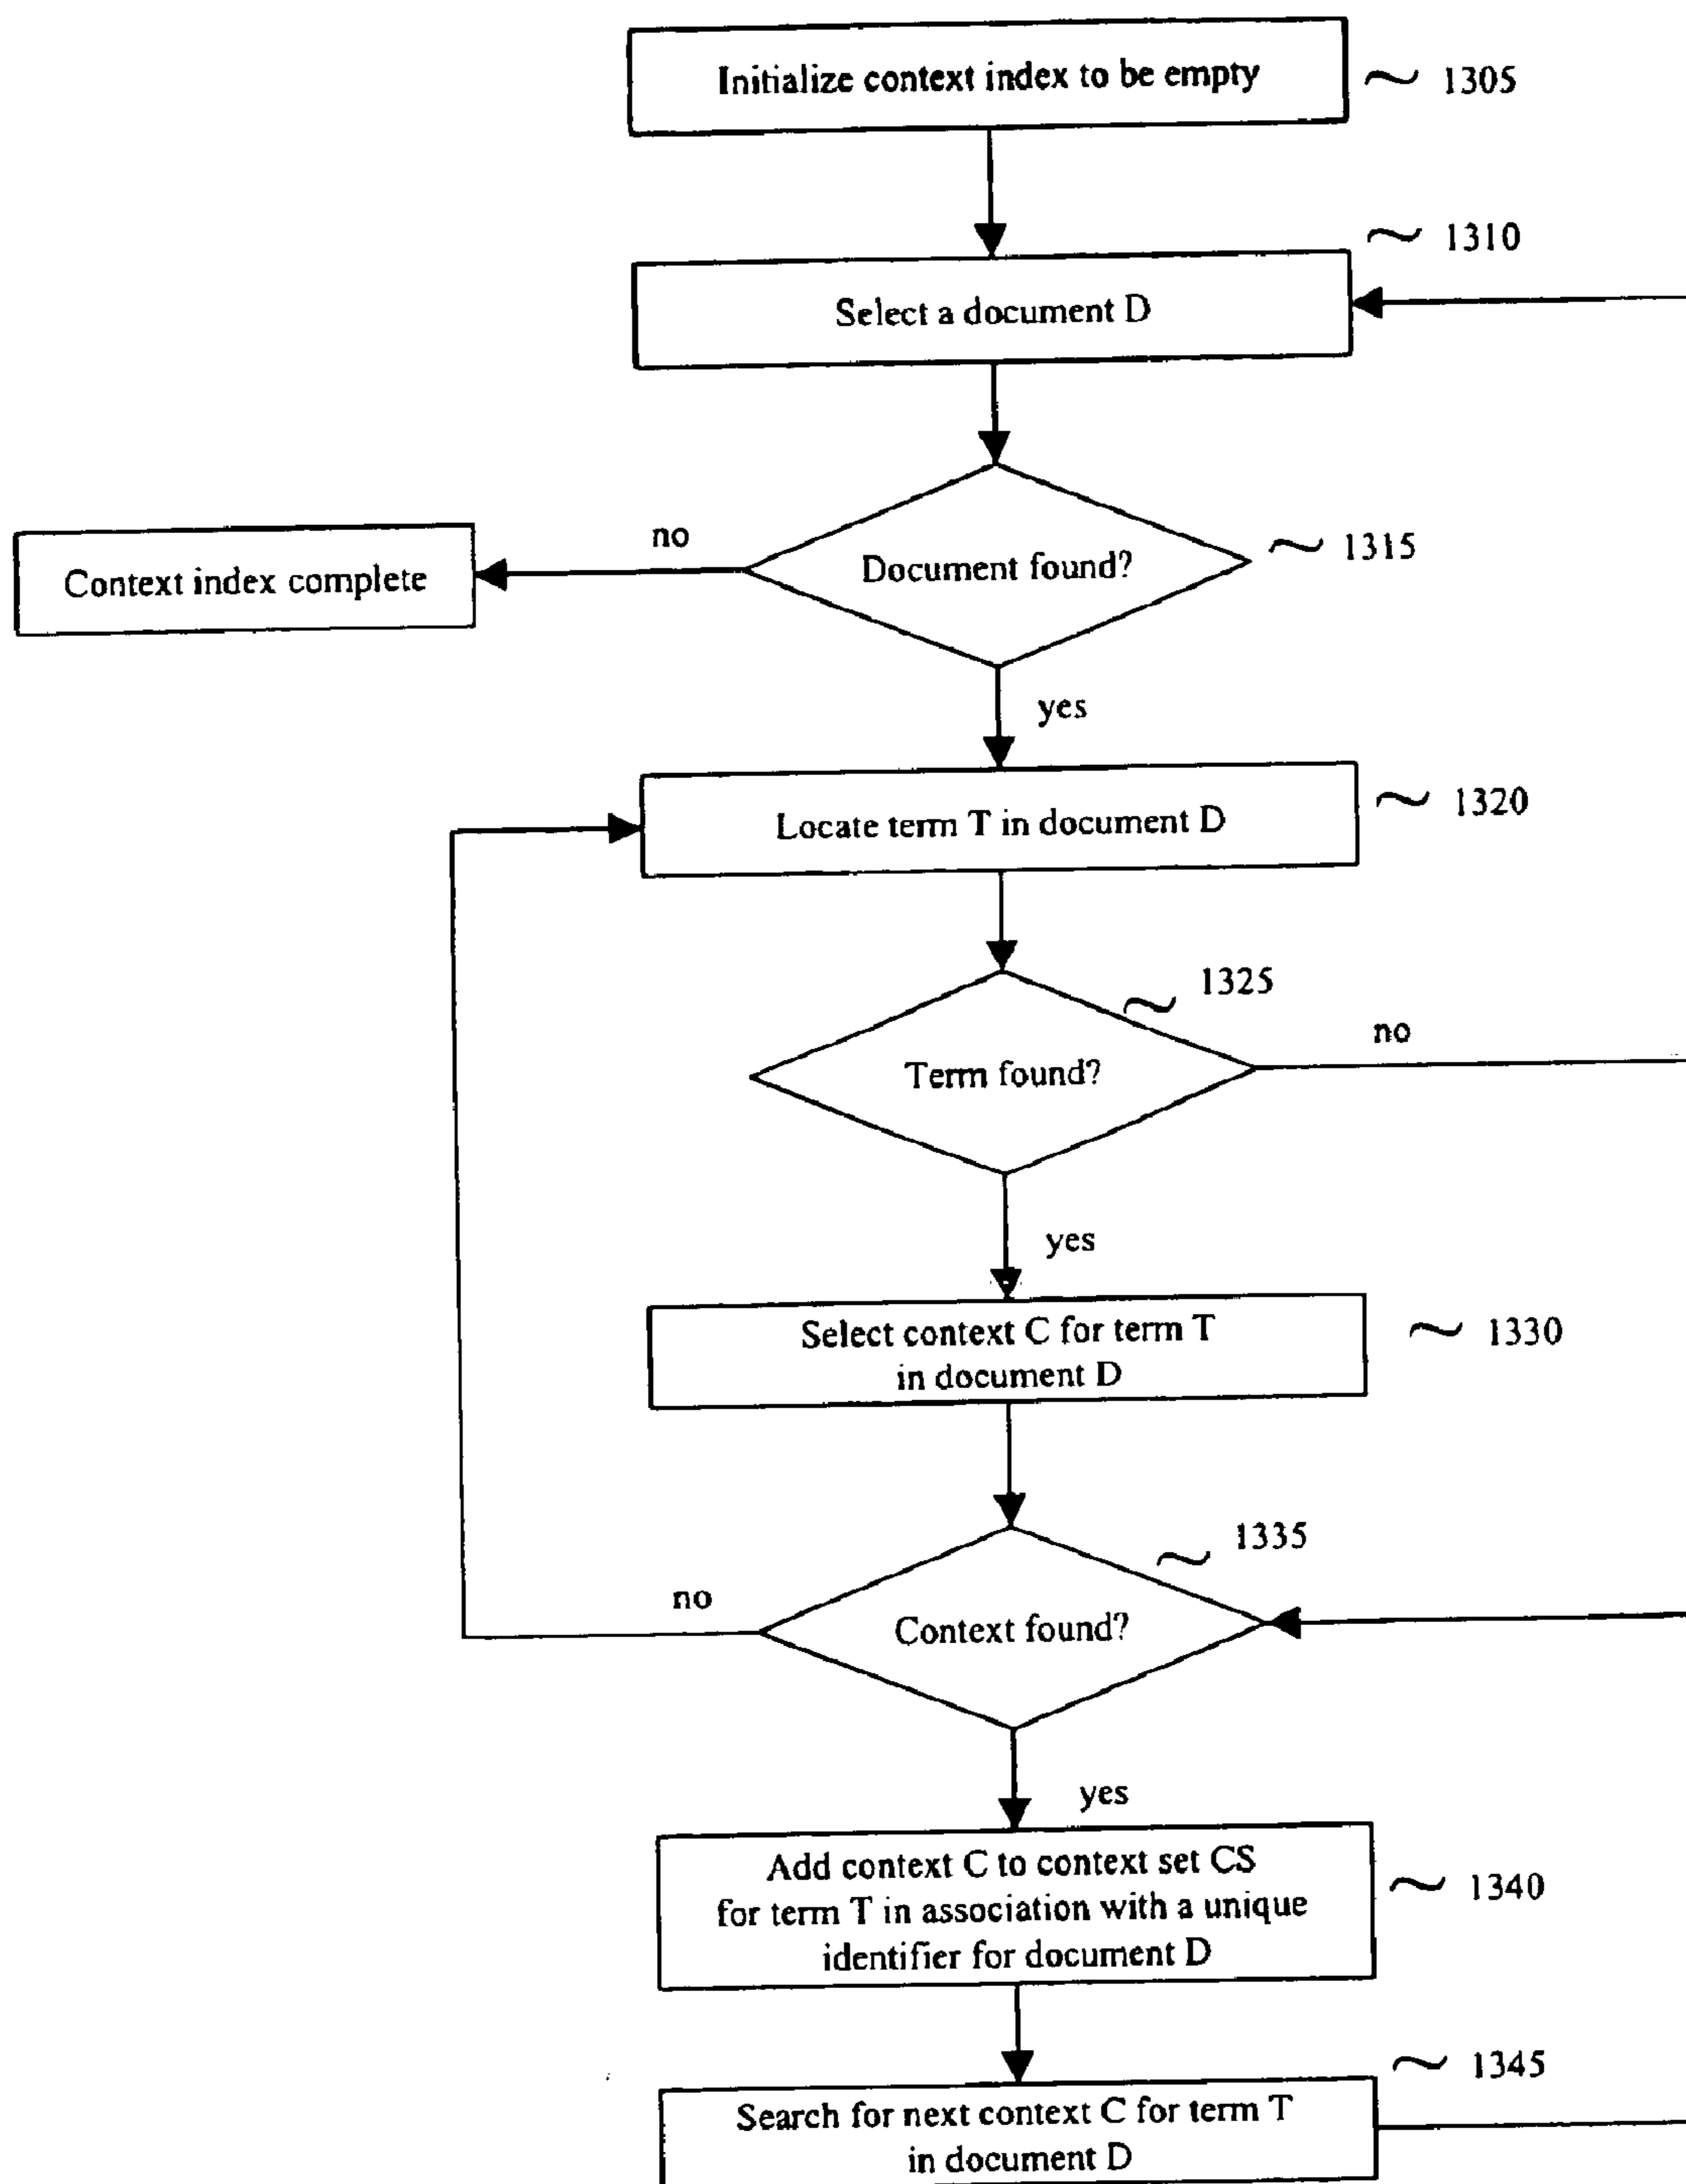 Initialize context index to be empty
1305
1310
Select a document D
no
Document found?
1315
Context index complete
yes
Locate term T in document D
1320
1325
no
Term found?
yes
Select context C for term T
in document D
1330
1335
no
Context found?
yes
Add context C to context set CS
for term T in association with a unique
identifier for document D
1340
1345
Search for next context C for term T
in document D